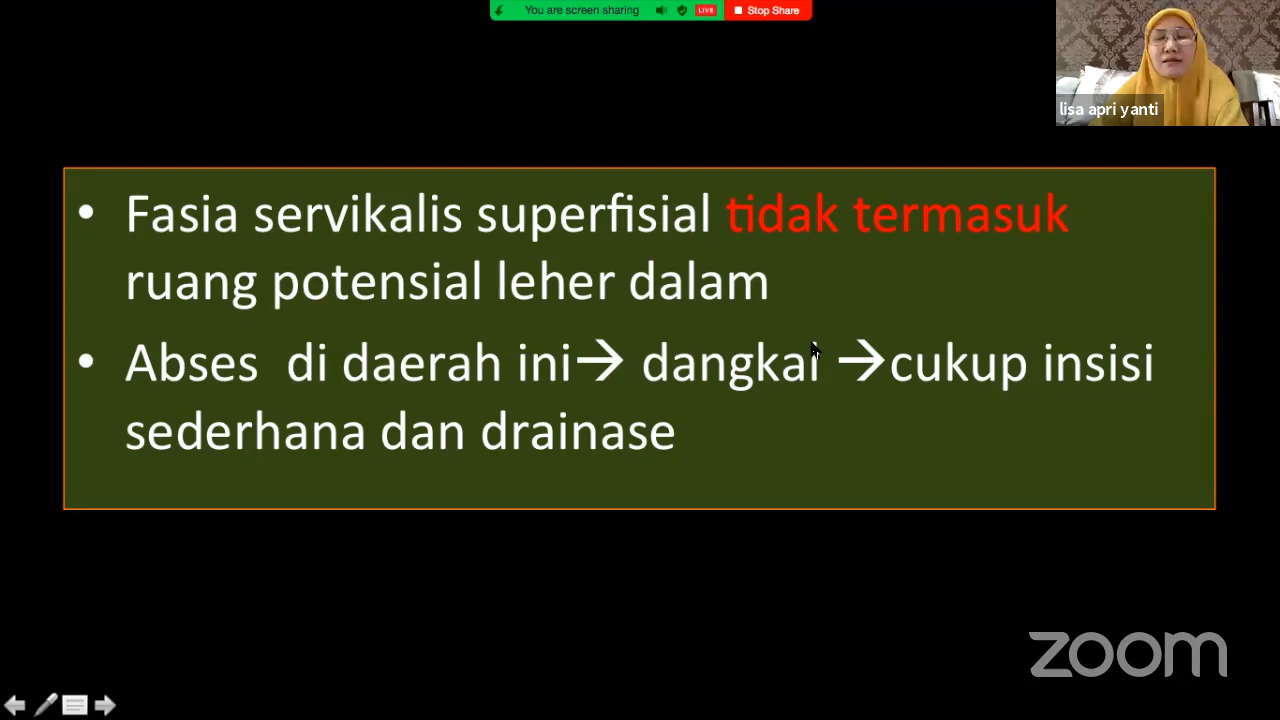 You are screen sharing LIVE Stop Share
lisa apri yanti
• Fasia servikalis superfisial tidak termasuk
ruang potensial leher dalam
• Abses di daerah ini→ dangkal →cukup insisi
sederhana dan drainase
zoom